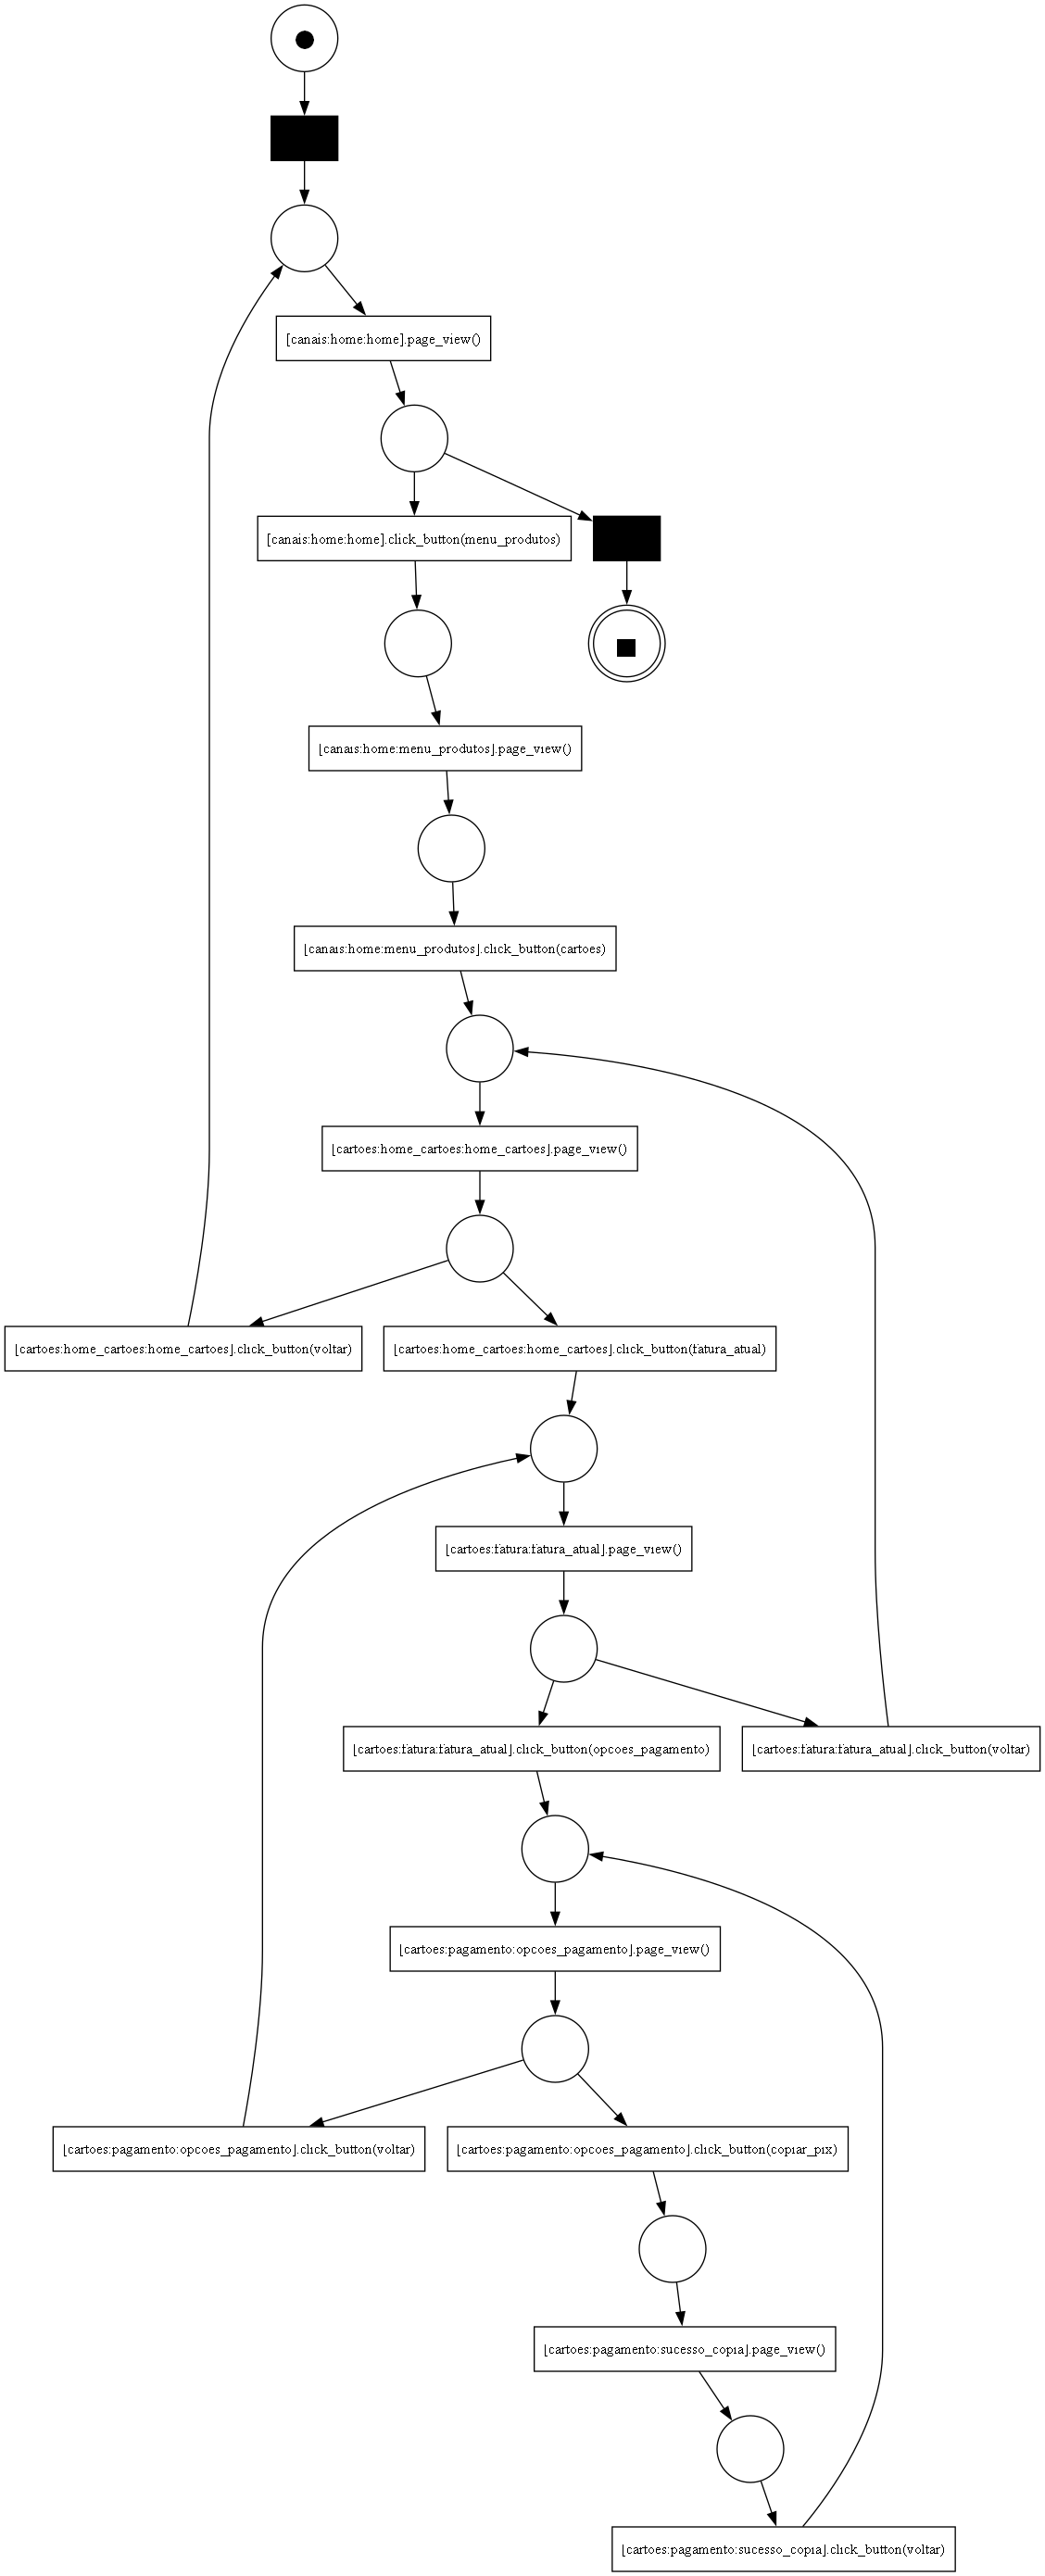 [canais:home:home].page_view()
[canais:home:home].click_button(menu_produtos)
[canais:home:menu_produtos].page_view()
[canais:home:menu_produtos].click_button(cartoes)
[cartoes:home_cartoes:home_cartoes].page_view()
[cartoes:home_cartoes:home_cartoes].click_button(voltar)
[cartoes:home_cartoes:home_cartoes].click_button(fatura_atual)
[cartoes:fatura:fatura_atual].page_view()
[cartoes:fatura:fatura_atual].click_button(opcoes_pagamento)
[cartoes:fatura:fatura_atual].click_button(voltar)
[cartoes:pagamento:opcoes_pagamento].page_view()
[cartoes:pagamento:opcoes_pagamento].click_button(voltar)
[cartoes:pagamento:opcoes_pagamento].click_button(copiar_pix)
[cartoes:pagamento:sucesso_copia].page_view()
[cartoes:pagamento:sucesso_copia].click_button(voltar)